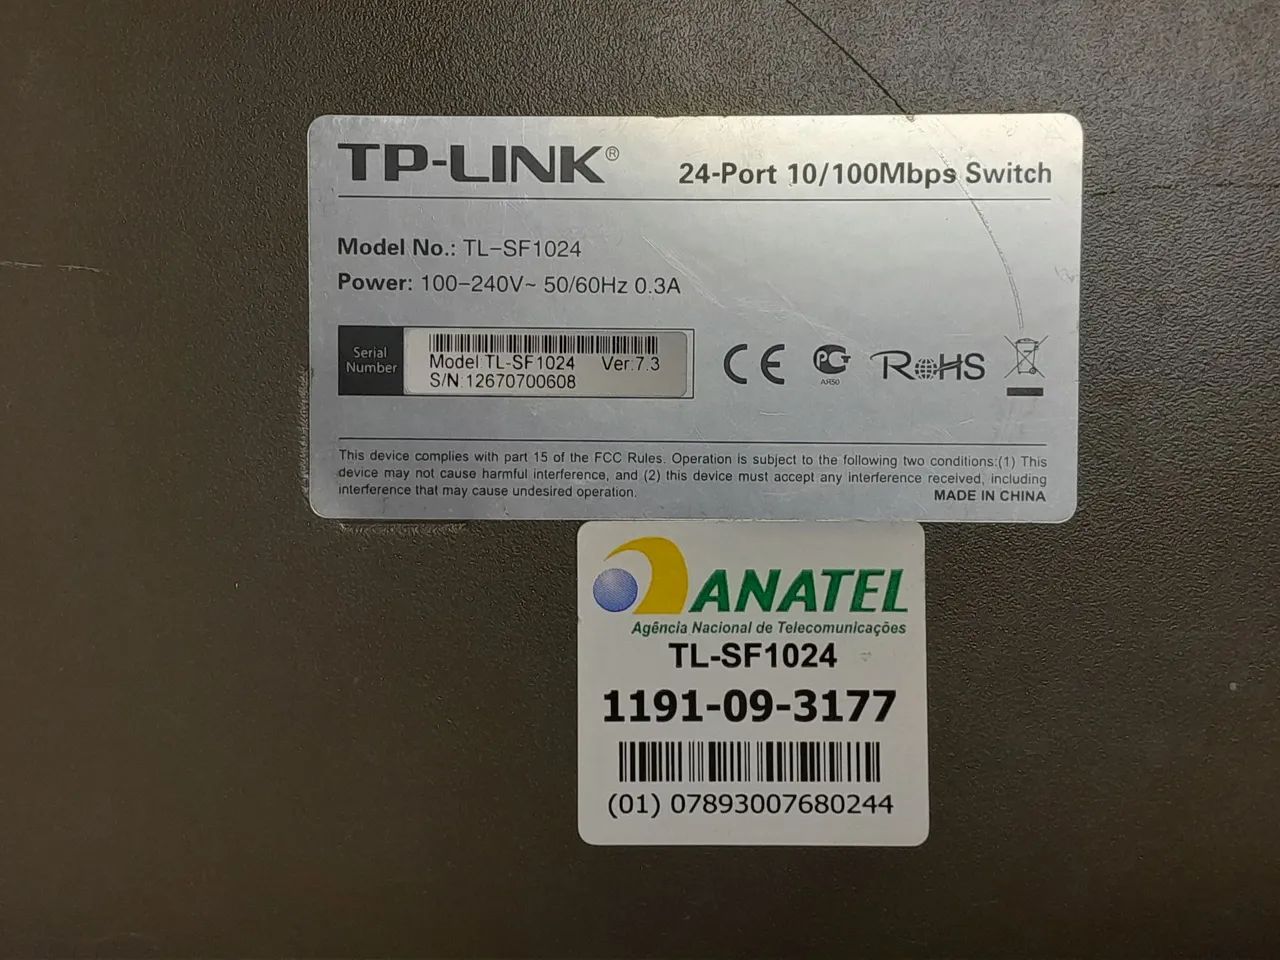 TP-LINK®
24-Port 10/100Mbps Switch
Model No.: TL-SF1024
Power: 100-240V~ 50/60Hz 0.3A
Serial
Number
Model:TL-SF1024 Ver:7.3
S/N:12670700608
CE
PCT
АЯ50
RoHS
This device complies with part 15 of the FCC Rules. Operation is subject to the following two conditions:(1) This
device may not cause harmful interference, and (2) this device must accept any interference received, including
interference that may cause undesired operation.
MADE IN CHINA
ANATEL
Agência Nacional de Telecomunicações
TL-SF1024
1191-09-3177
(01) 07893007680244